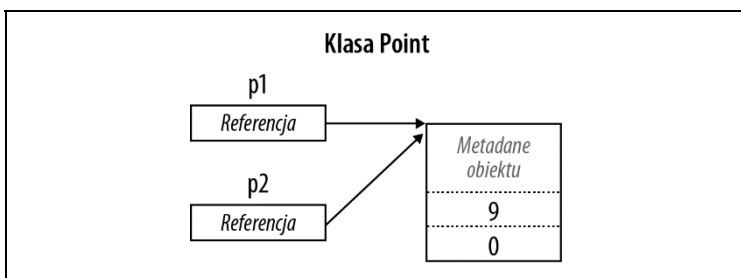 Klasa Point
p1
Referencja
Metadane
obiektu
p2
Referencja
9
0